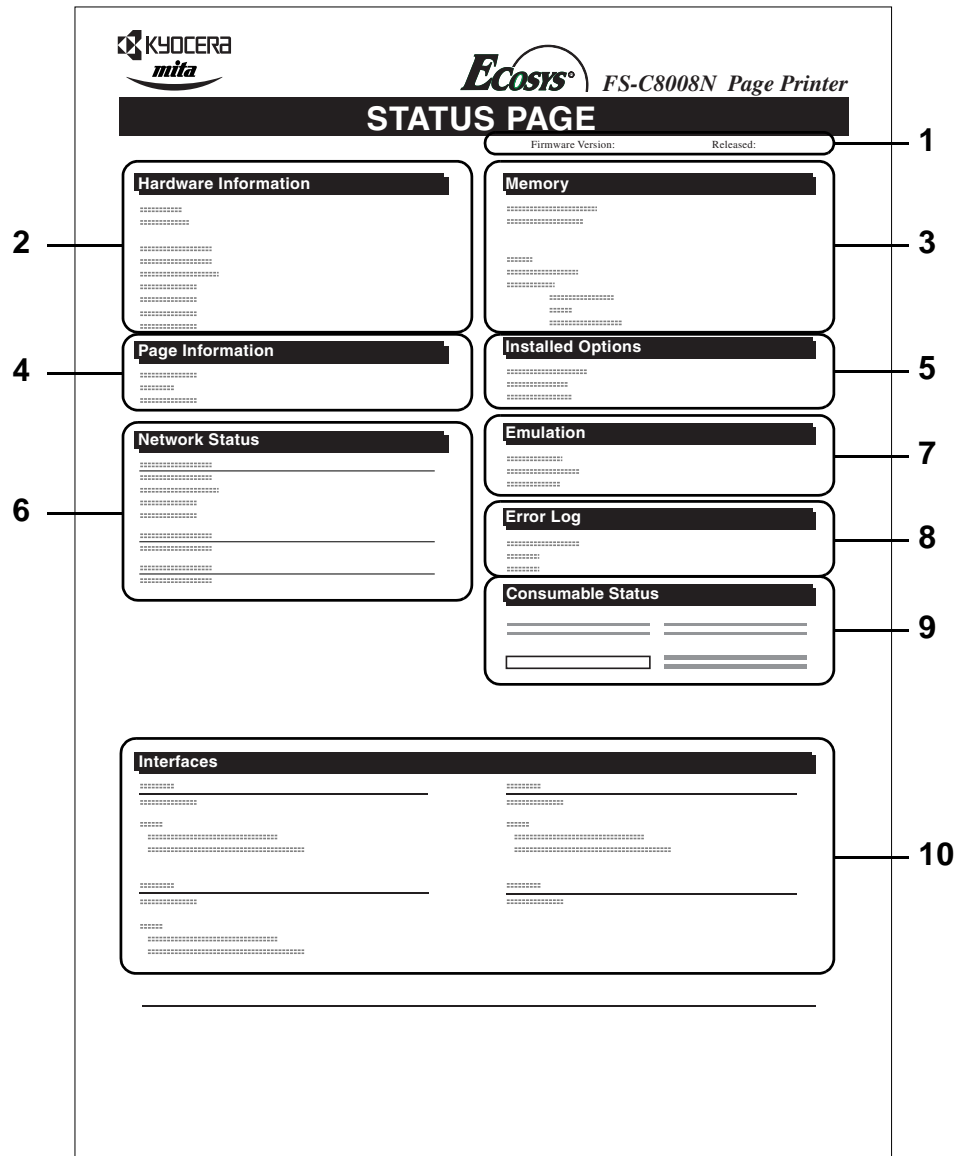 KYOCERA
mita
Ecosys
FS-C8008N Page Printer
STATUS PAGE
Firmware Version: Released:
1
Hardware Information
2
Memory
3
Page Information
4
Installed Options
5
Network Status
6
Emulation
7
Error Log
8
Consumable Status
9
Interfaces
10